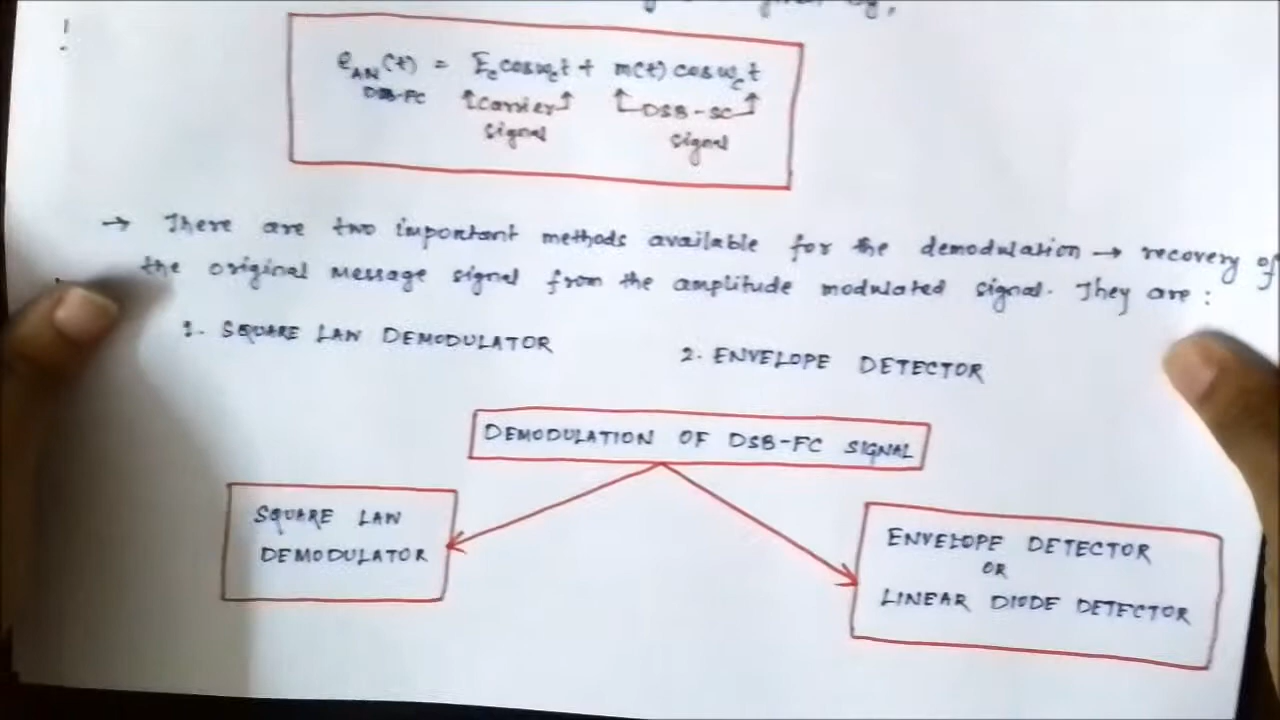 by,
e_AM(t) = E_c cos ω_c t + m(t) cos ω_c t
DSB-FC ↑carrier↑ ↑DSB-SC↑
signal signal
→ There are two important methods available for the demodulation → recovery of
the original message signal from the amplitude modulated signal. They are:
1. SQUARE LAW DEMODULATOR 2. ENVELOPE DETECTOR
DEMODULATION OF DSB-FC SIGNAL
SQUARE LAW
DEMODULATOR
ENVELOPE DETECTOR
OR
LINEAR DIODE DETECTOR